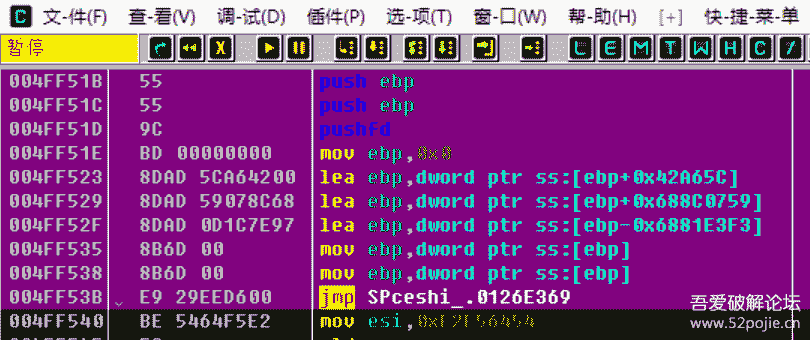 C 文-件(F) 查-看(V) 调-试(D) 插件(P) 选-项(T) 窗-口(W) 帮-助(H) [+] 快-捷-菜-单
暂停 L E M T W H C /
004FF51B 55 push ebp
004FF51C 55 push ebp
004FF51D 9C pushfd
004FF51E BD 00000000 mov ebp,0x0
004FF523 8DAD 5CA64200 lea ebp,dword ptr ss:[ebp+0x42A65C]
004FF529 8DAD 59078C68 lea ebp,dword ptr ss:[ebp+0x688C0759]
004FF52F 8DAD 0D1C7E97 lea ebp,dword ptr ss:[ebp-0x6881E3F3]
004FF535 8B6D 00 mov ebp,dword ptr ss:[ebp]
004FF538 8B6D 00 mov ebp,dword ptr ss:[ebp]
004FF53B E9 29EED600 jmp SPceshi_.0126E369
004FF540 BE 5464F5E2 mov esi,0xE2F56454
吾爱破解论坛
www.52pojie.cn